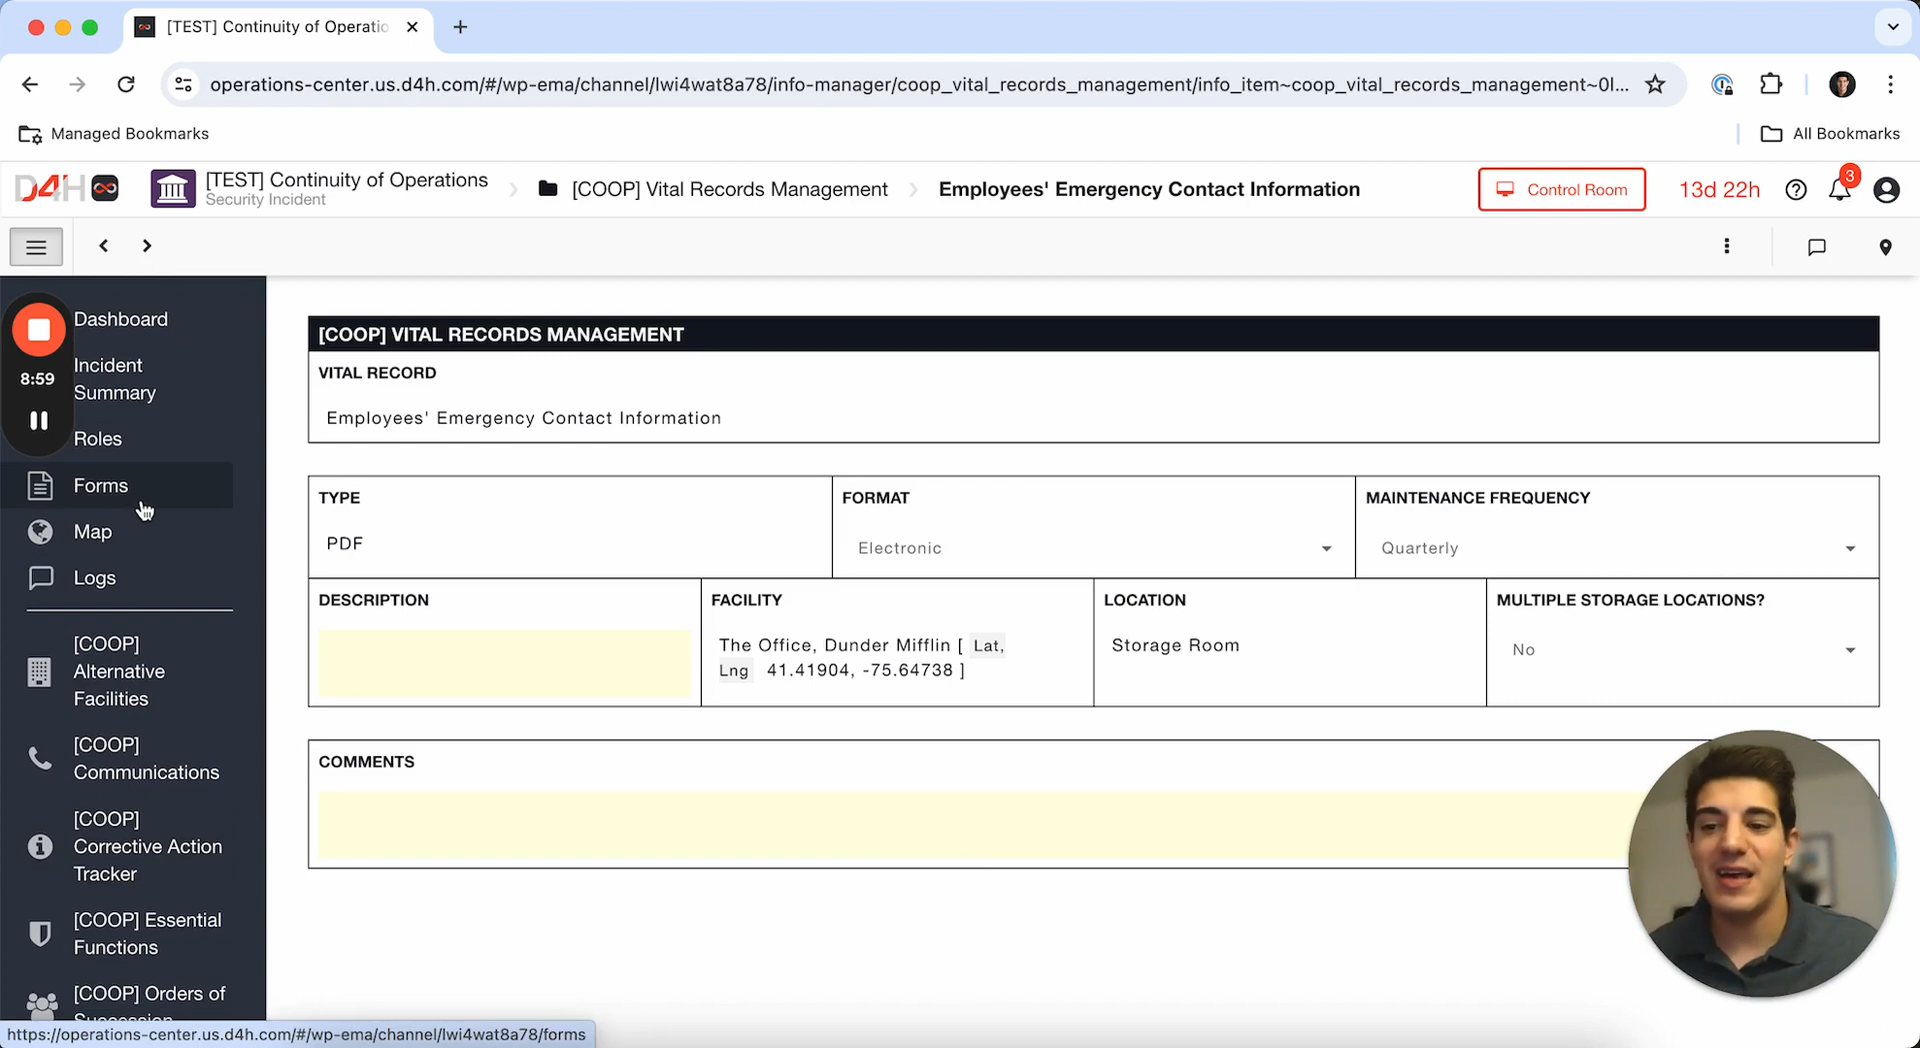 [TEST] Continuity of Operatio
operations-center.us.d4h.com/#/wp-ema/channel/lwi4wat8a78/info-manager/coop_vital_records_management/info_item~coop_vital_records_management~0l...
Managed Bookmarks
All Bookmarks
D4H
[TEST] Continuity of Operations
Security Incident
[COOP] Vital Records Management
Employees' Emergency Contact Information
Control Room
13d 22h
3
8:59
Dashboard
Incident
Summary
Roles
Forms
Map
Logs
[COOP]
Alternative
Facilities
[COOP]
Communications
[COOP]
Corrective Action
Tracker
[COOP] Essential
Functions
[COOP] Orders of
Succession
[COOP] VITAL RECORDS MANAGEMENT
VITAL RECORD
Employees' Emergency Contact Information
TYPE
PDF
FORMAT
Electronic
MAINTENANCE FREQUENCY
Quarterly
DESCRIPTION
FACILITY
The Office, Dunder Mifflin [ Lat,
Lng 41.41904, -75.64738 ]
LOCATION
Storage Room
MULTIPLE STORAGE LOCATIONS?
No
COMMENTS
https://operations-center.us.d4h.com/#/wp-ema/channel/lwi4wat8a78/forms